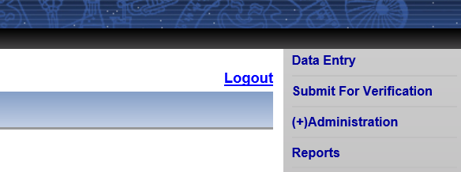 Logout
Data Entry
Submit For Verification
(+)Administration
Reports